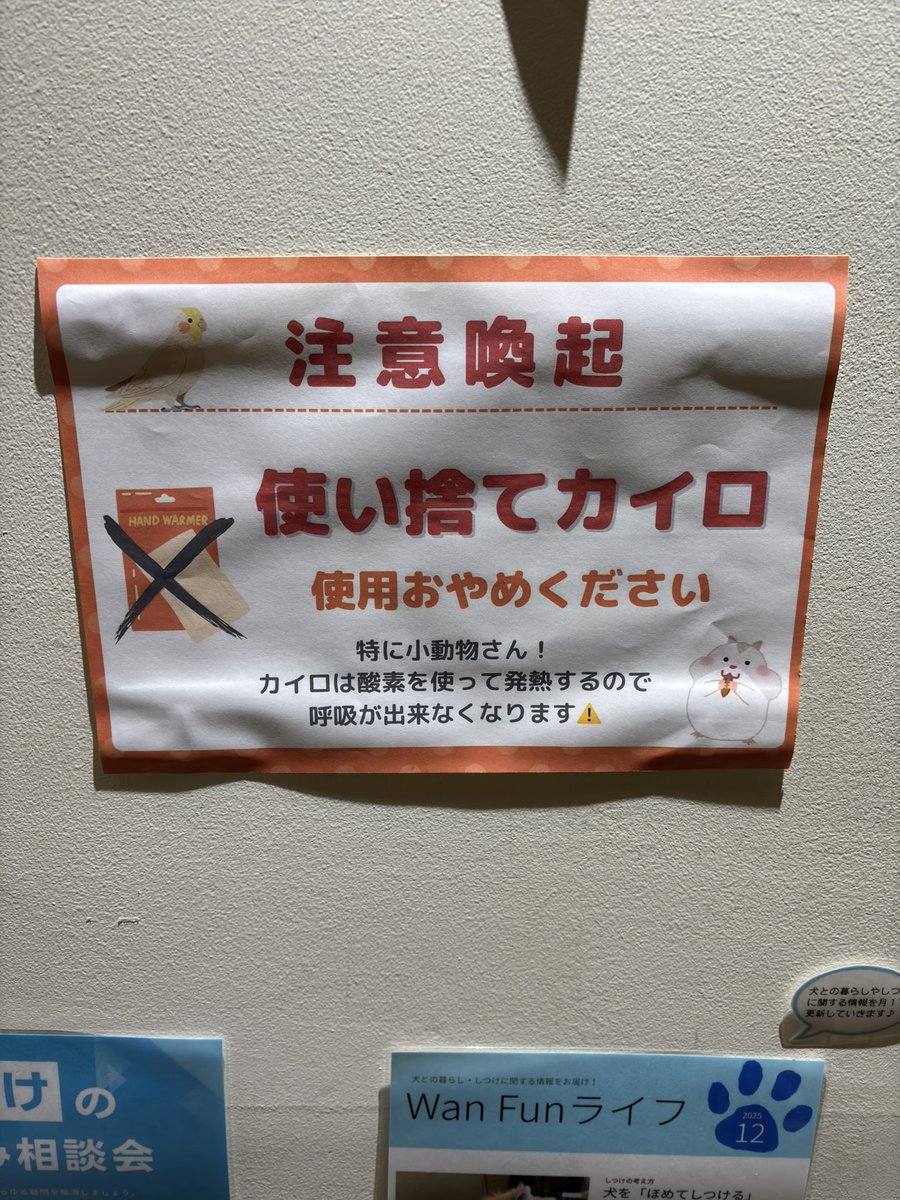 注意喚起
HAND WARMER
使い捨てカイロ
使用おやめください
特に小動物さん！
カイロは酸素を使って発熱するので
呼吸が出来なくなります⚠️
犬との暮らしやしつ
に関する情報を月１
更新していきます♪
けの
相談会
犬との暮らし・しつけに関する情報をお届け！
Wan Funライフ
2025
12
しつけの考え方
犬を「ほめてしつける」